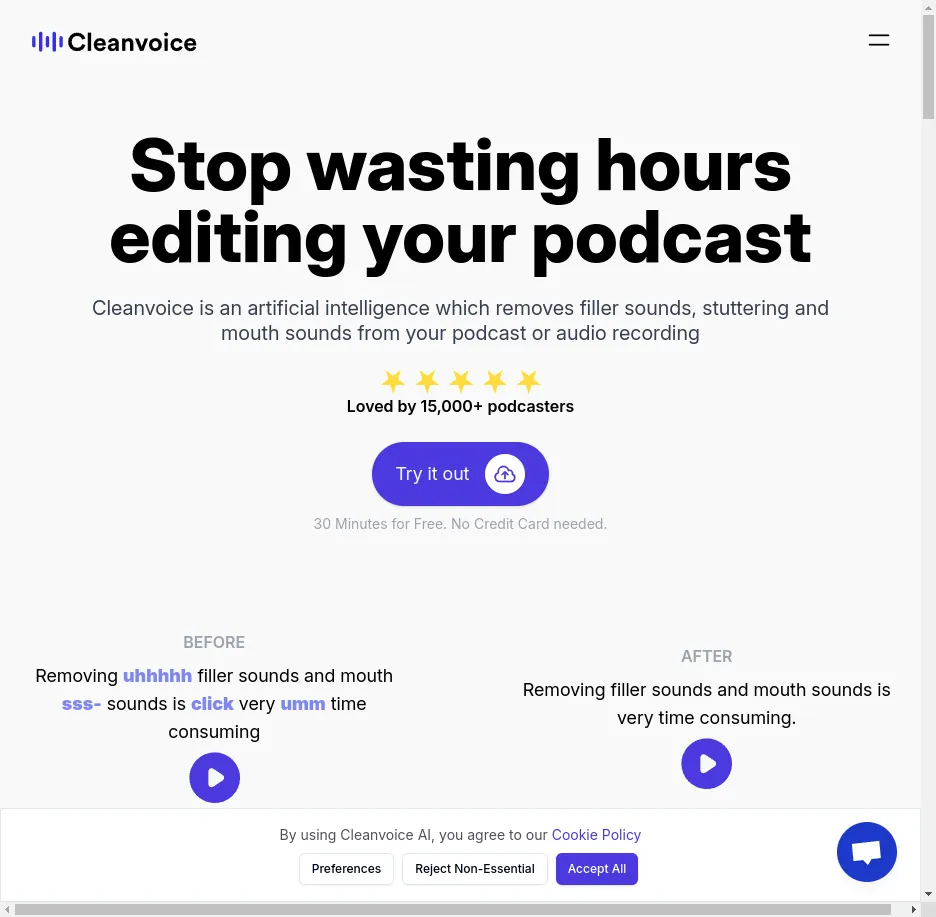 Cleanvoice
Stop wasting hours
editing your podcast
Cleanvoice is an artificial intelligence which removes filler sounds, stuttering and
mouth sounds from your podcast or audio recording
Loved by 15,000+ podcasters
Try it out
30 Minutes for Free. No Credit Card needed.
BEFORE
Removing uhhhhh filler sounds and mouth
sss- sounds is click very umm time
consuming
AFTER
Removing filler sounds and mouth sounds is
very time consuming.
By using Cleanvoice AI, you agree to our Cookie Policy
Preferences
Reject Non-Essential
Accept All